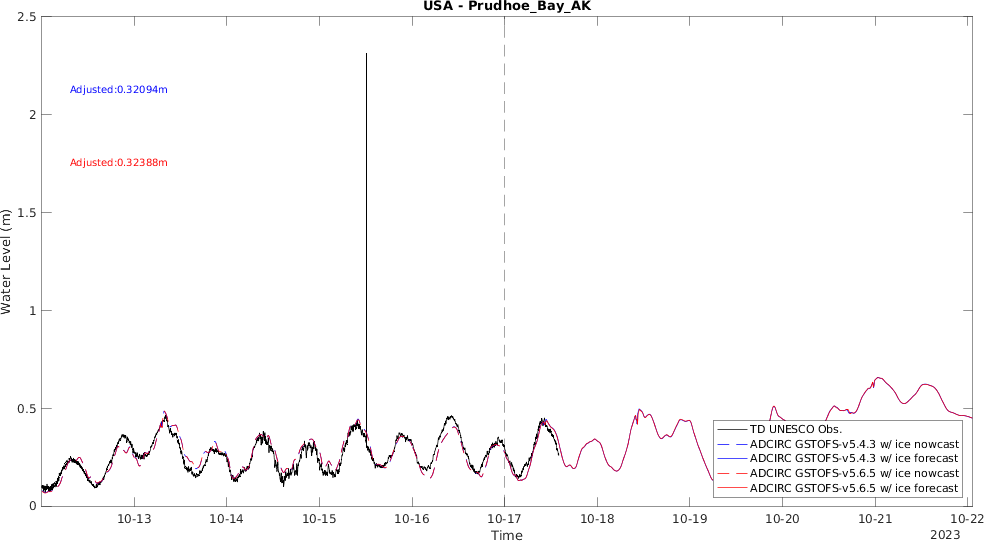 USA - Prudhoe_Bay_AK
2.5
2
1.5
1
0.5
0
Water Level (m)
Adjusted:0.32094m
Adjusted:0.32388m
TD UNESCO Obs.
ADCIRC GSTOFS-v5.4.3 w/ ice nowcast
ADCIRC GSTOFS-v5.4.3 w/ ice forecast
ADCIRC GSTOFS-v5.6.5 w/ ice nowcast
ADCIRC GSTOFS-v5.6.5 w/ ice forecast
10-13 10-14 10-15 10-16 10-17 10-18 10-19 10-20 10-21 10-22
Time
2023